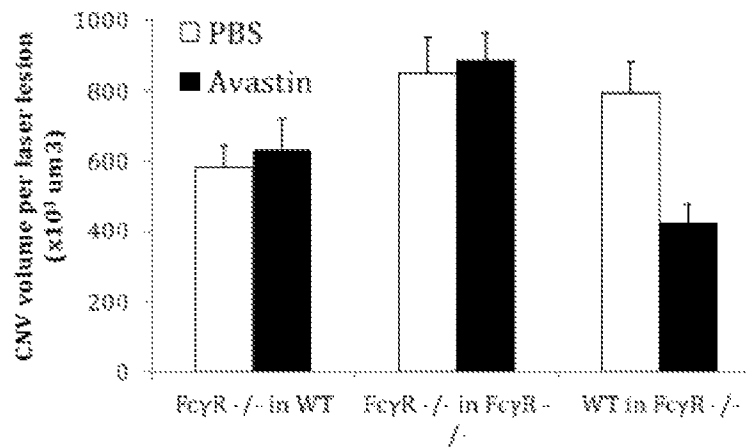 CNV volume per laser lesion
(x10³ um3)
1000
800
600
400
200
0
PBS
Avastin
FcγR -/- in WT
FcγR -/- in FcγR -
/-
WT in FcγR -/-